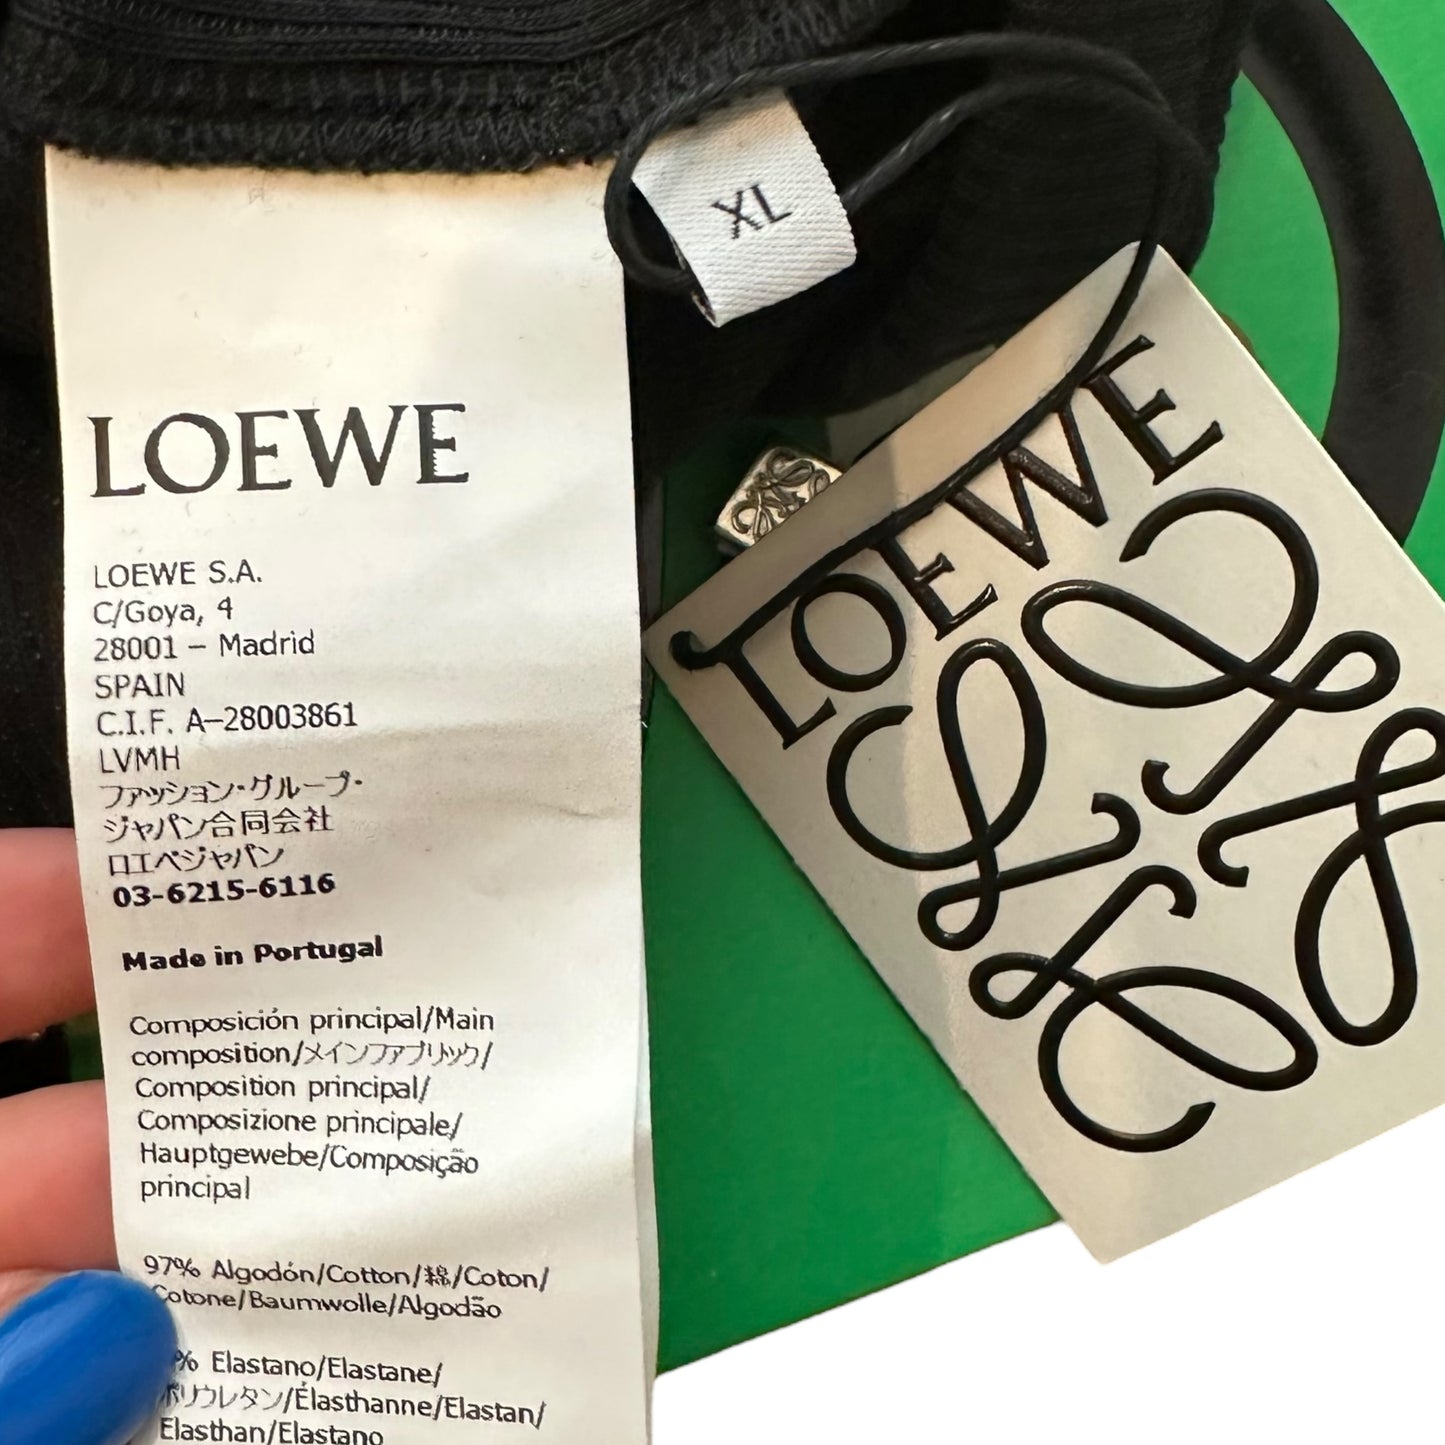 XL
LOEWE
LOEWE S.A.
C/Goya, 4
28001 – Madrid
SPAIN
C.I.F. A–28003861
LVMH
ファッション・グループ・
ジャパン合同会社
ロエベジャパン
03-6215-6116
Made in Portugal
Composición principal/Main
composition/メインファブリック/
Composition principal/
Composizione principale/
Hauptgewebe/Composição
principal
97% Algodón/Cotton/綿/Coton/
Cotone/Baumwolle/Algodão
% Elastano/Elastane/
ポリウレタン/Élasthanne/Elastan/
Elasthan/Elastano
LOEWE